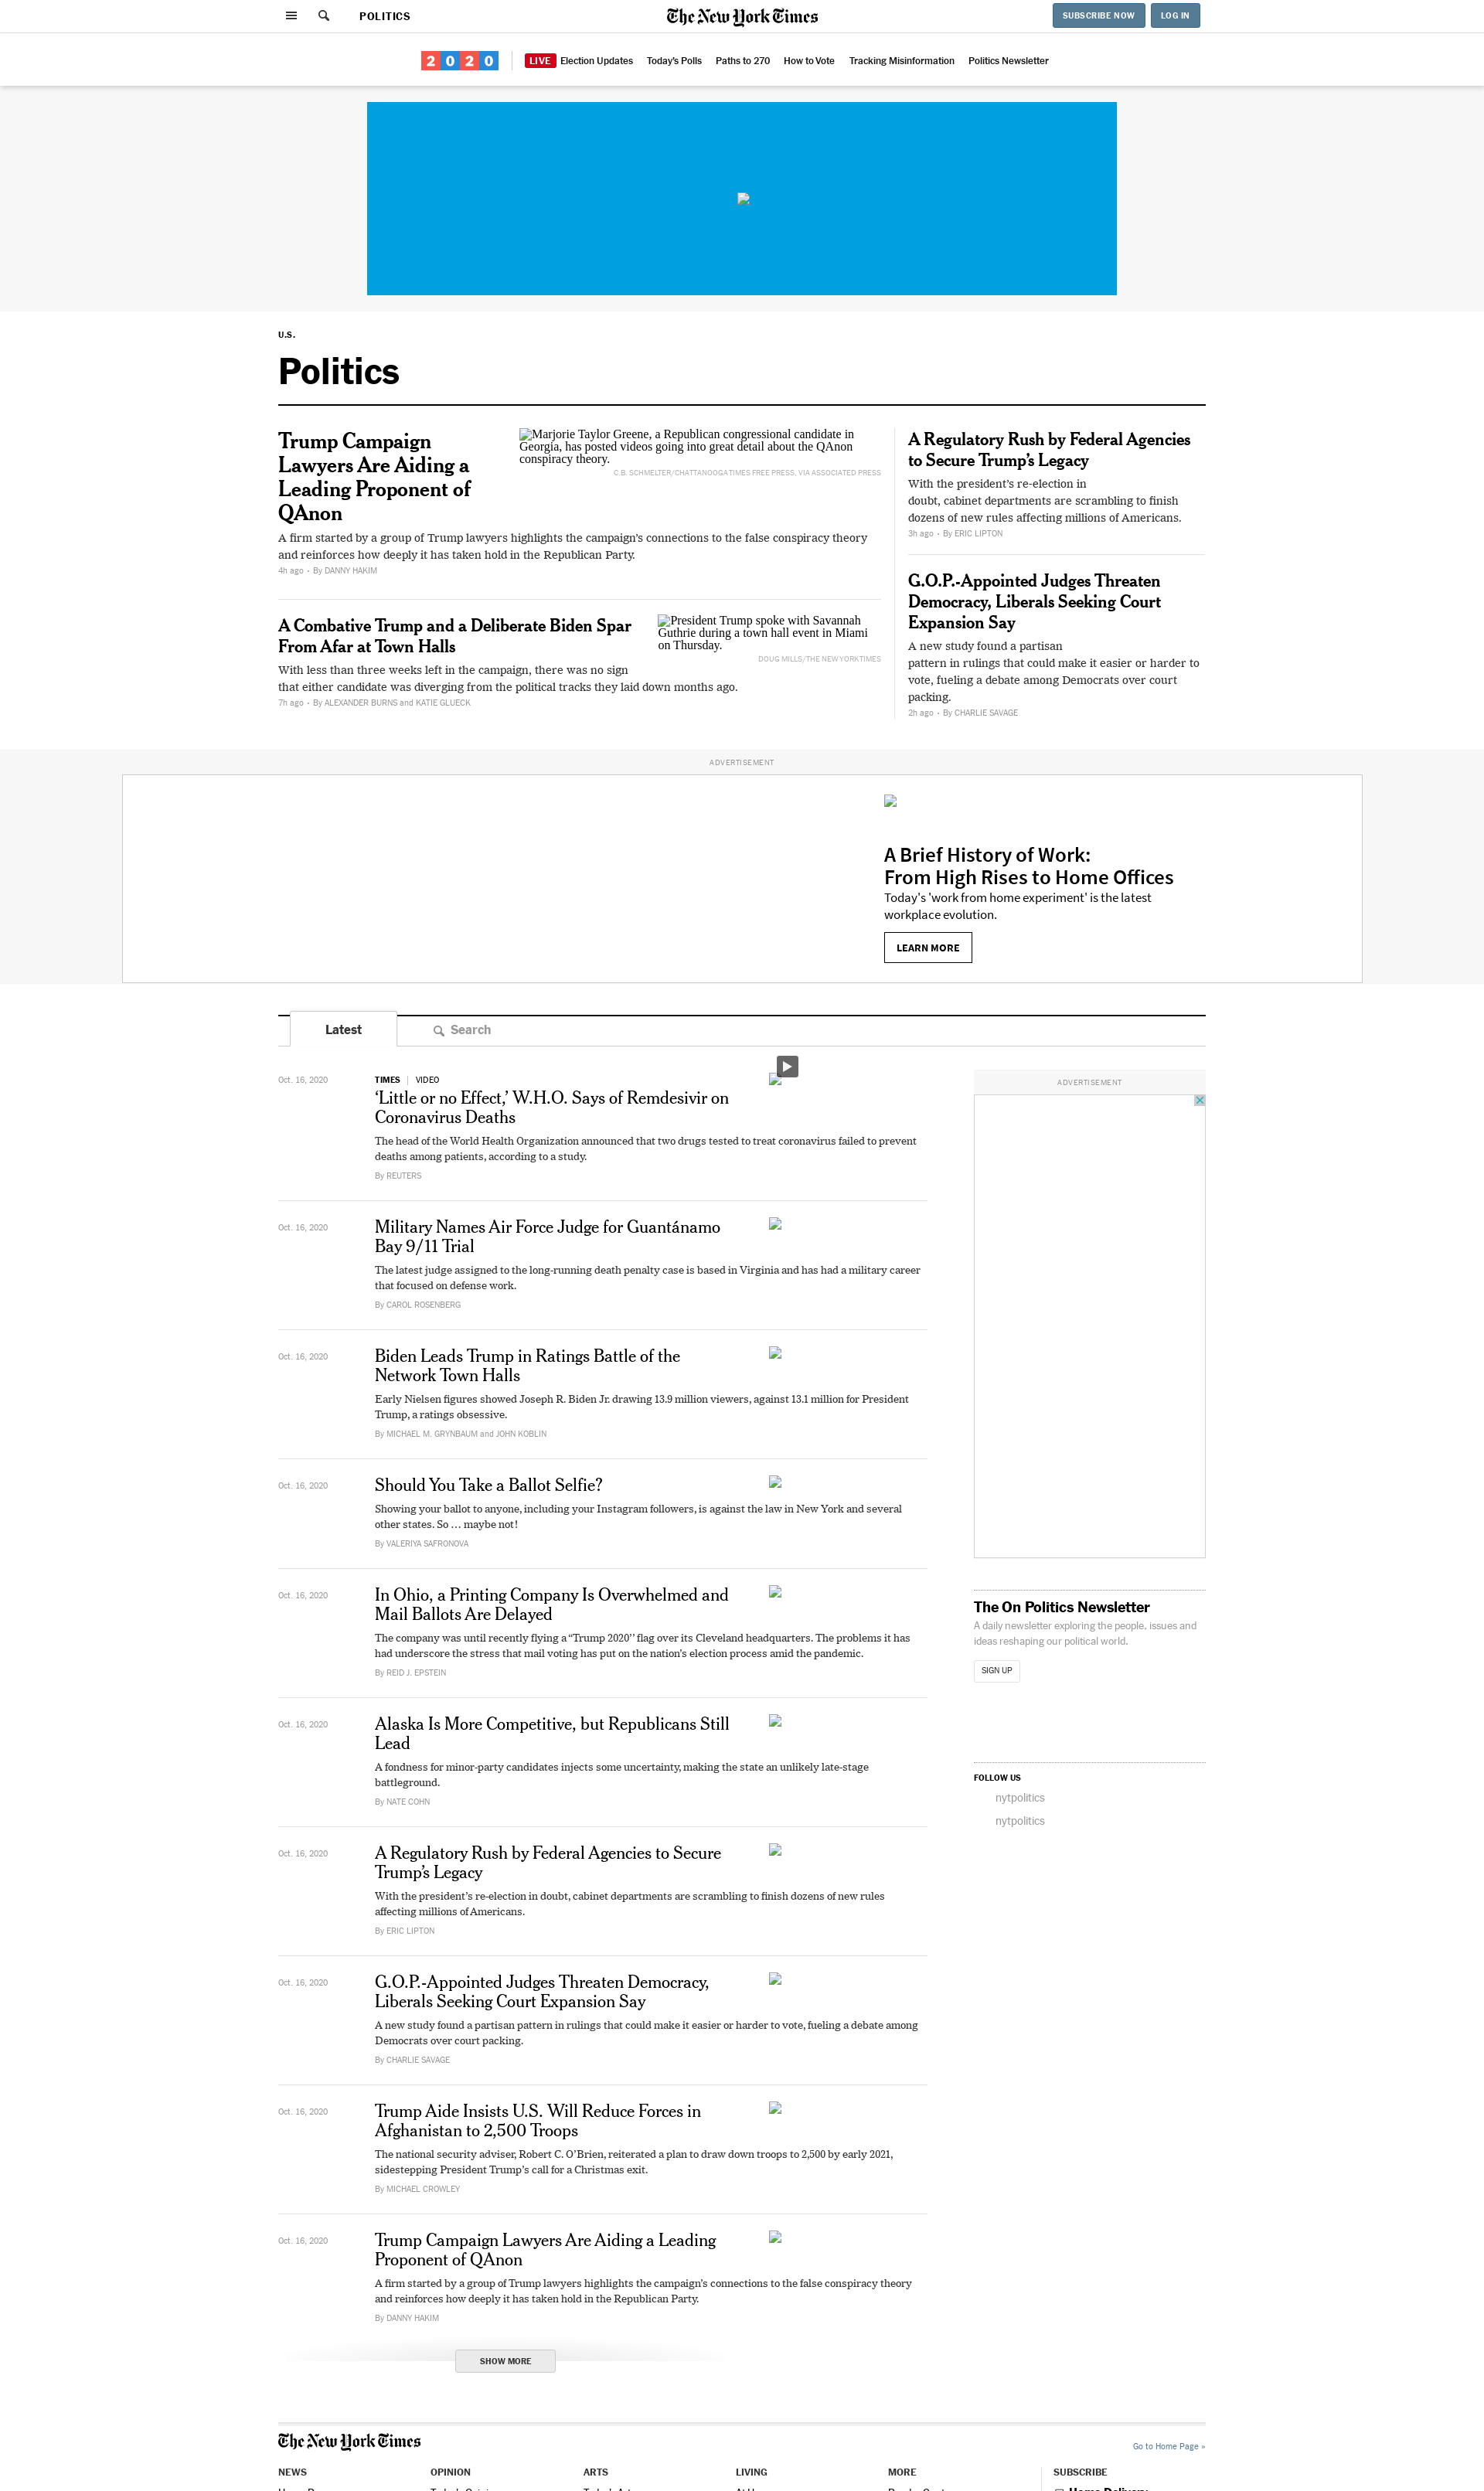 POLITICS
The New York Times
SUBSCRIBE NOW
LOG IN
2020
LIVE Election Updates
Today's Polls
Paths to 270
How to Vote
Tracking Misinformation
Politics Newsletter
U.S.
Politics
Trump Campaign
Lawyers Are Aiding a
Leading Proponent of
QAnon
Marjorie Taylor Greene, a Republican congressional candidate in
Georgia, has posted videos going into great detail about the QAnon
conspiracy theory.
C.B. SCHMELTER/CHATTANOOGA TIMES FREE PRESS, VIA ASSOCIATED PRESS
A firm started by a group of Trump lawyers highlights the campaign's connections to the false conspiracy theory
and reinforces how deeply it has taken hold in the Republican Party.
4h ago • By DANNY HAKIM
A Combative Trump and a Deliberate Biden Spar
From Afar at Town Halls
President Trump spoke with Savannah
Guthrie during a town hall event in Miami
on Thursday.
DOUG MILLS/THE NEW YORK TIMES
With less than three weeks left in the campaign, there was no sign
that either candidate was diverging from the political tracks they laid down months ago.
7h ago • By ALEXANDER BURNS and KATIE GLUECK
A Regulatory Rush by Federal Agencies
to Secure Trump’s Legacy
With the president’s re-election in
doubt, cabinet departments are scrambling to finish
dozens of new rules affecting millions of Americans.
3h ago • By ERIC LIPTON
G.O.P.-Appointed Judges Threaten
Democracy, Liberals Seeking Court
Expansion Say
A new study found a partisan
pattern in rulings that could make it easier or harder to
vote, fueling a debate among Democrats over court
packing.
2h ago • By CHARLIE SAVAGE
ADVERTISEMENT
A Brief History of Work:
From High Rises to Home Offices
Today's 'work from home experiment' is the latest
workplace evolution.
LEARN MORE
Latest
Search
Oct. 16, 2020
TIMES | VIDEO
‘Little or no Effect,’ W.H.O. Says of Remdesivir on
Coronavirus Deaths
The head of the World Health Organization announced that two drugs tested to treat coronavirus failed to prevent
deaths among patients, according to a study.
By REUTERS
Oct. 16, 2020
Military Names Air Force Judge for Guantánamo
Bay 9/11 Trial
The latest judge assigned to the long-running death penalty case is based in Virginia and has had a military career
that focused on defense work.
By CAROL ROSENBERG
Oct. 16, 2020
Biden Leads Trump in Ratings Battle of the
Network Town Halls
Early Nielsen figures showed Joseph R. Biden Jr. drawing 13.9 million viewers, against 13.1 million for President
Trump, a ratings obsessive.
By MICHAEL M. GRYNBAUM and JOHN KOBLIN
Oct. 16, 2020
Should You Take a Ballot Selfie?
Showing your ballot to anyone, including your Instagram followers, is against the law in New York and several
other states. So … maybe not!
By VALERIYA SAFRONOVA
Oct. 16, 2020
In Ohio, a Printing Company Is Overwhelmed and
Mail Ballots Are Delayed
The company was until recently flying a “Trump 2020’’ flag over its Cleveland headquarters. The problems it has
had underscore the stress that mail voting has put on the nation’s election process amid the pandemic.
By REID J. EPSTEIN
Oct. 16, 2020
Alaska Is More Competitive, but Republicans Still
Lead
A fondness for minor-party candidates injects some uncertainty, making the state an unlikely late-stage
battleground.
By NATE COHN
Oct. 16, 2020
A Regulatory Rush by Federal Agencies to Secure
Trump’s Legacy
With the president’s re-election in doubt, cabinet departments are scrambling to finish dozens of new rules
affecting millions of Americans.
By ERIC LIPTON
Oct. 16, 2020
G.O.P.-Appointed Judges Threaten Democracy,
Liberals Seeking Court Expansion Say
A new study found a partisan pattern in rulings that could make it easier or harder to vote, fueling a debate among
Democrats over court packing.
By CHARLIE SAVAGE
Oct. 16, 2020
Trump Aide Insists U.S. Will Reduce Forces in
Afghanistan to 2,500 Troops
The national security adviser, Robert C. O’Brien, reiterated a plan to draw down troops to 2,500 by early 2021,
sidestepping President Trump’s call for a Christmas exit.
By MICHAEL CROWLEY
Oct. 16, 2020
Trump Campaign Lawyers Are Aiding a Leading
Proponent of QAnon
A firm started by a group of Trump lawyers highlights the campaign’s connections to the false conspiracy theory
and reinforces how deeply it has taken hold in the Republican Party.
By DANNY HAKIM
SHOW MORE
ADVERTISEMENT
The On Politics Newsletter
A daily newsletter exploring the people, issues and
ideas reshaping our political world.
SIGN UP
FOLLOW US
nytpolitics
nytpolitics
The New York Times
Go to Home Page »
NEWS
OPINION
ARTS
LIVING
MORE
SUBSCRIBE